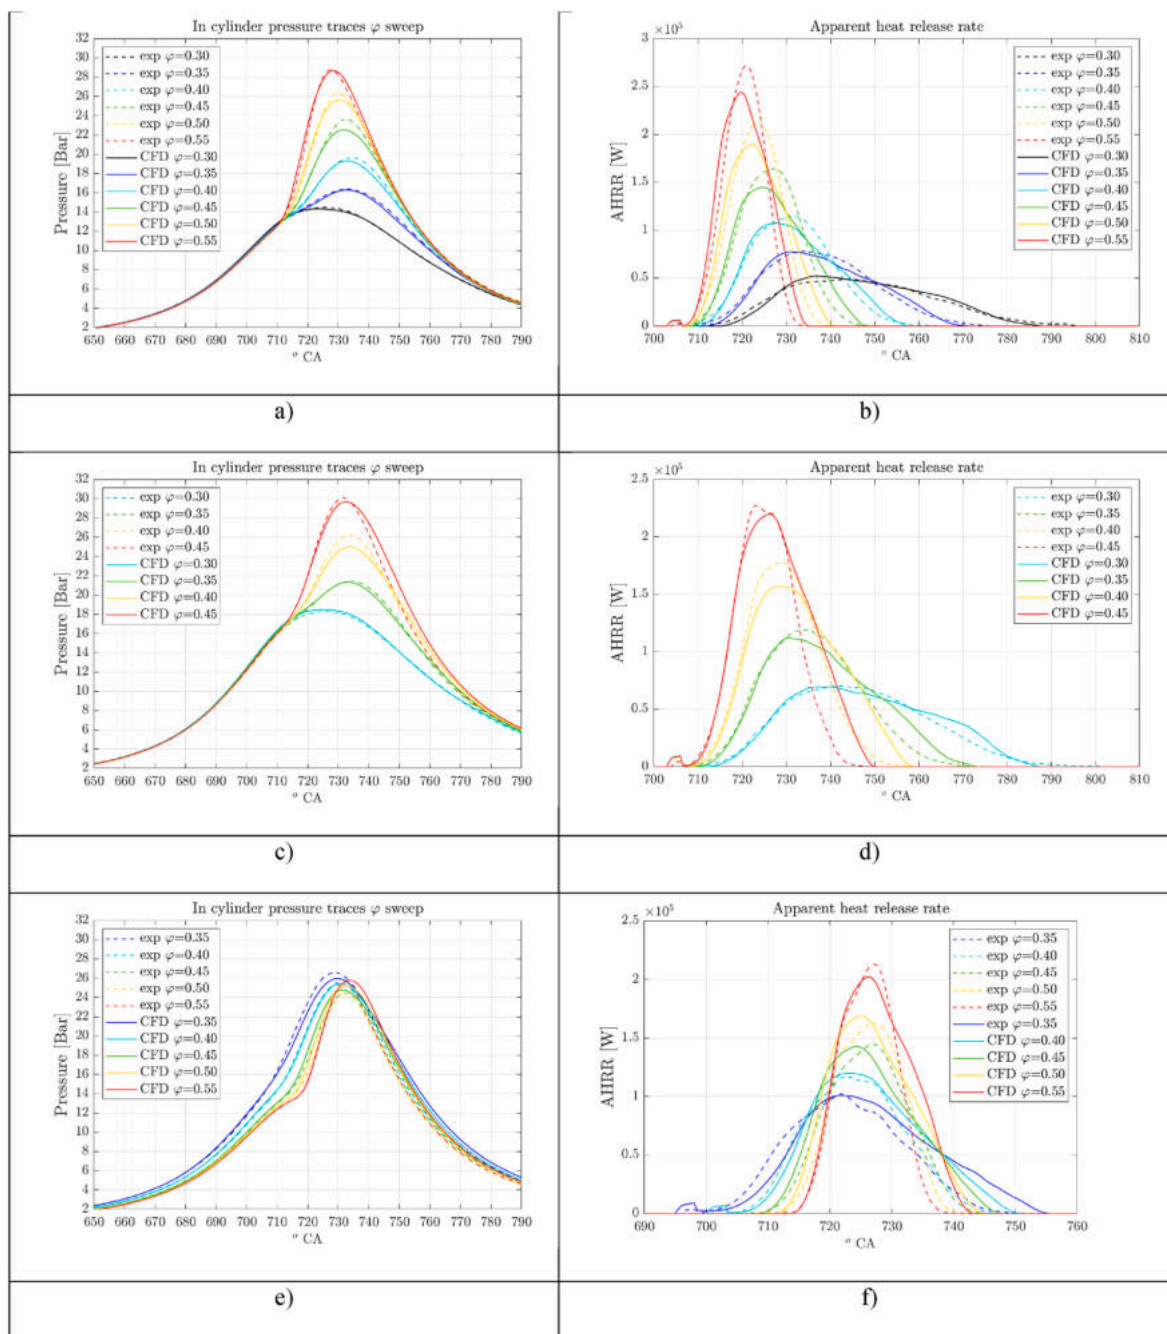 In cylinder pressure traces φ sweep
32
30
28
26
24
22
20
18
16
14
12
10
8
6
4
2
exp φ=0.30
exp φ=0.35
exp φ=0.40
exp φ=0.45
exp φ=0.50
exp φ=0.55
CFD φ=0.30
CFD φ=0.35
CFD φ=0.40
CFD φ=0.45
CFD φ=0.50
CFD φ=0.55
Pressure [Bar]
650 660 670 680 690 700 710 720 730 740 750 760 770 780 790
° CA
Apparent heat release rate
×10⁵
3
2.5
2
1.5
1
0.5
0
exp φ=0.30
exp φ=0.35
exp φ=0.40
exp φ=0.45
exp φ=0.50
exp φ=0.55
CFD φ=0.30
CFD φ=0.35
CFD φ=0.40
CFD φ=0.45
CFD φ=0.50
CFD φ=0.55
AHRR [W]
700 710 720 730 740 750 760 770 780 790 800 810
° CA
a)
b)
In cylinder pressure traces φ sweep
32
30
28
26
24
22
20
18
16
14
12
10
8
6
4
2
exp φ=0.30
exp φ=0.35
exp φ=0.40
exp φ=0.45
CFD φ=0.30
CFD φ=0.35
CFD φ=0.40
CFD φ=0.45
Pressure [Bar]
650 660 670 680 690 700 710 720 730 740 750 760 770 780 790
° CA
Apparent heat release rate
×10⁵
2.5
2
1.5
1
0.5
0
exp φ=0.30
exp φ=0.35
exp φ=0.40
exp φ=0.45
CFD φ=0.30
CFD φ=0.35
CFD φ=0.40
CFD φ=0.45
AHRR [W]
700 710 720 730 740 750 760 770 780 790 800 810
° CA
c)
d)
In cylinder pressure traces φ sweep
32
30
28
26
24
22
20
18
16
14
12
10
8
6
4
2
exp φ=0.35
exp φ=0.40
exp φ=0.45
exp φ=0.50
exp φ=0.55
CFD φ=0.35
CFD φ=0.40
CFD φ=0.45
CFD φ=0.50
CFD φ=0.55
Pressure [Bar]
650 660 670 680 690 700 710 720 730 740 750 760 770 780 790
° CA
Apparent heat release rate
×10⁵
2.5
2
1.5
1
0.5
0
exp φ=0.35
exp φ=0.40
exp φ=0.45
exp φ=0.50
exp φ=0.55
exp φ=0.35
CFD φ=0.40
CFD φ=0.45
CFD φ=0.50
CFD φ=0.55
AHRR [W]
690 700 710 720 730 740 750 760
° CA
e)
f)